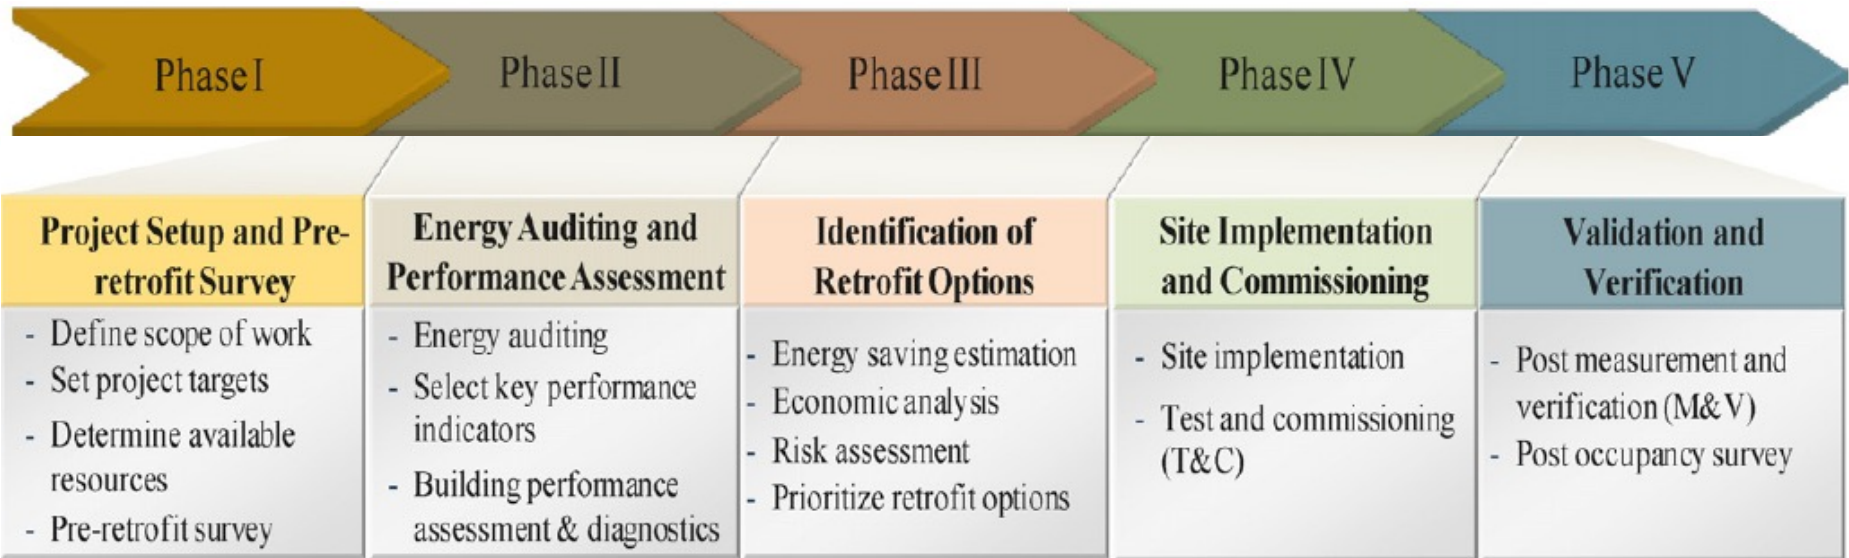 Phase I
Phase II
Phase III
Phase IV
Phase V
Project Setup and Pre-
retrofit Survey
- Define scope of work
- Set project targets
- Determine available
resources
- Pre-retrofit survey
Energy Auditing and
Performance Assessment
- Energy auditing
- Select key performance
indicators
- Building performance
assessment & diagnostics
Identification of
Retrofit Options
- Energy saving estimation
- Economic analysis
- Risk assessment
- Prioritize retrofit options
Site Implementation
and Commissioning
- Site implementation
- Test and commissioning
(T&C)
Validation and
Verification
- Post measurement and
verification (M&V)
- Post occupancy survey